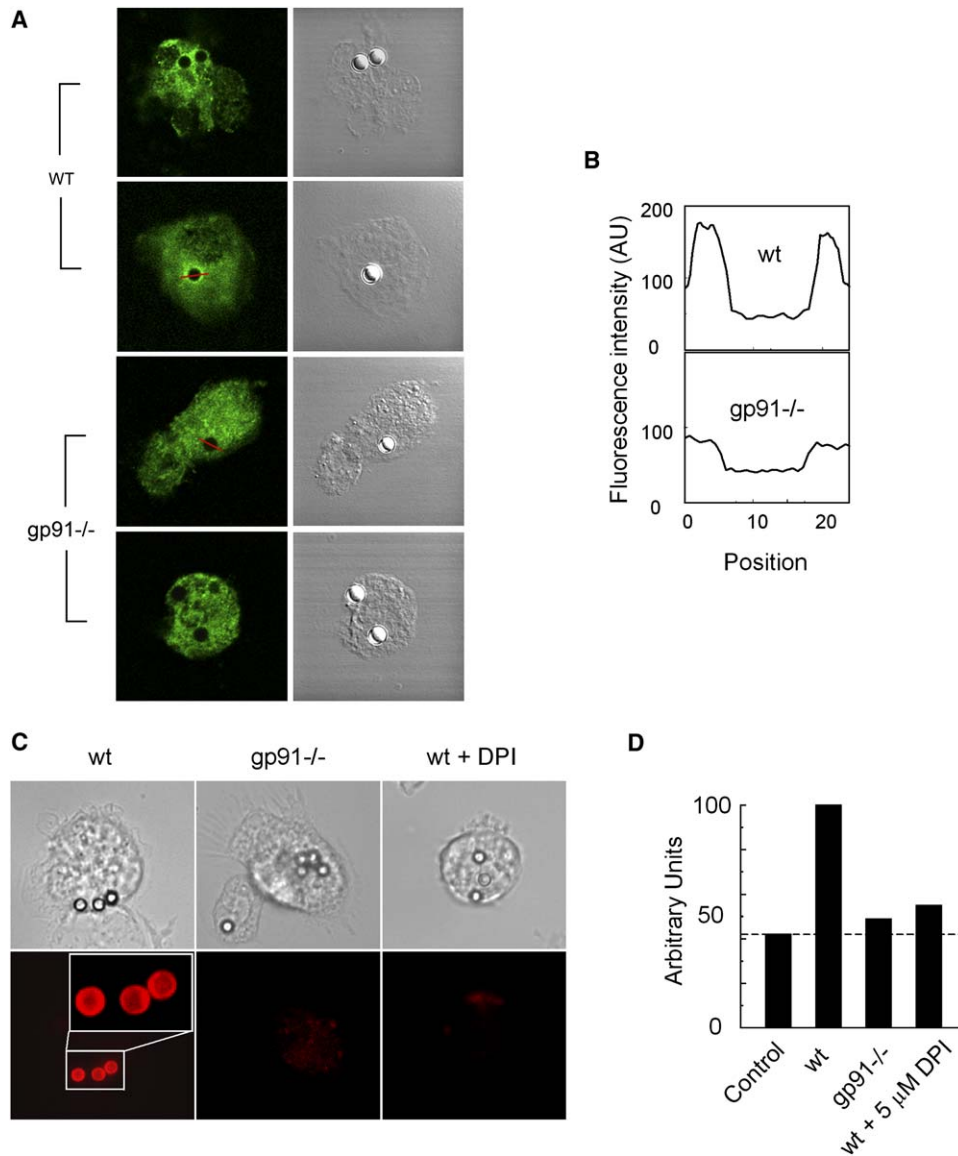 A
WT
gp91-/-
B
Fluorescence intensity (AU)
200
100
0
wt
100
0
gp91-/-
0 10 20
Position
C
wt gp91-/- wt + DPI
D
Arbitrary Units
100
50
0
Control
wt
gp91-/-
wt + 5 μM DPI